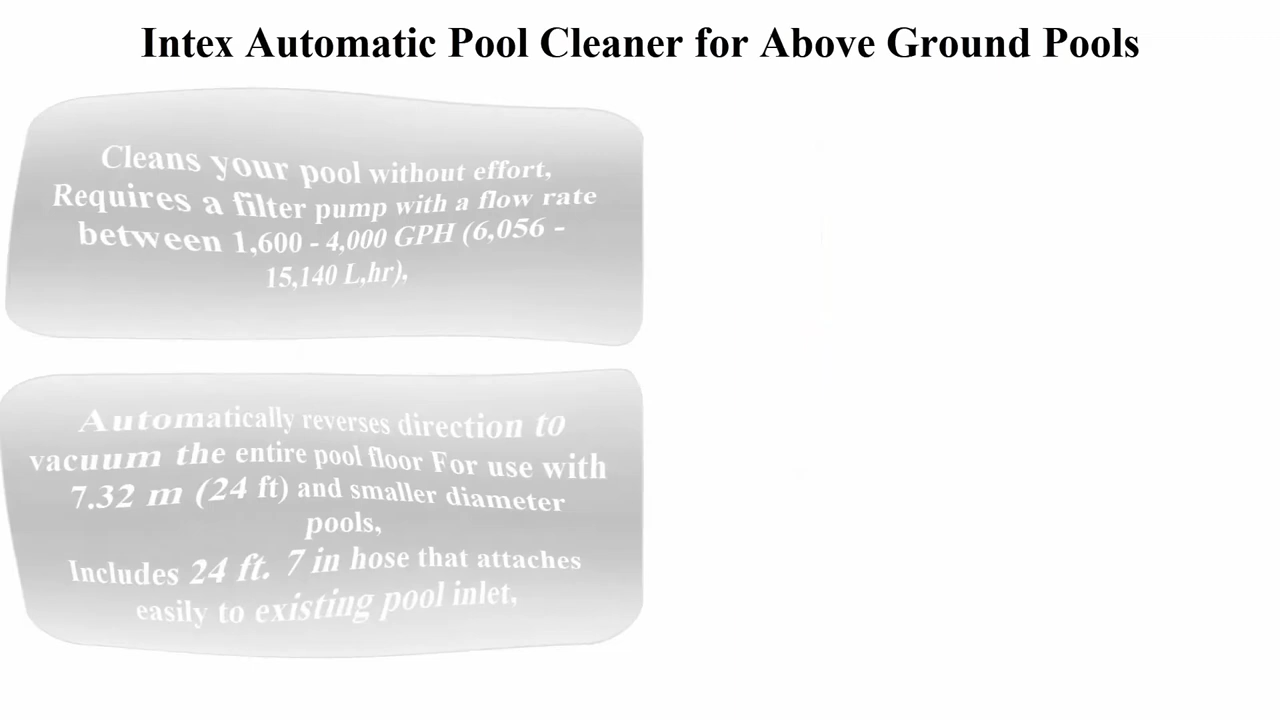 Intex Automatic Pool Cleaner for Above Ground Pools
Cleans your pool without effort,
Requires a filter pump with a flow rate
between 1,600 - 4,000 GPH (6,056 -
15,140 L,hr),
Automatically reverses direction to
vacuum the entire pool floor For use with
7.32 m (24 ft) and smaller diameter
pools,
Includes 24 ft. 7 in hose that attaches
easily to existing pool inlet,